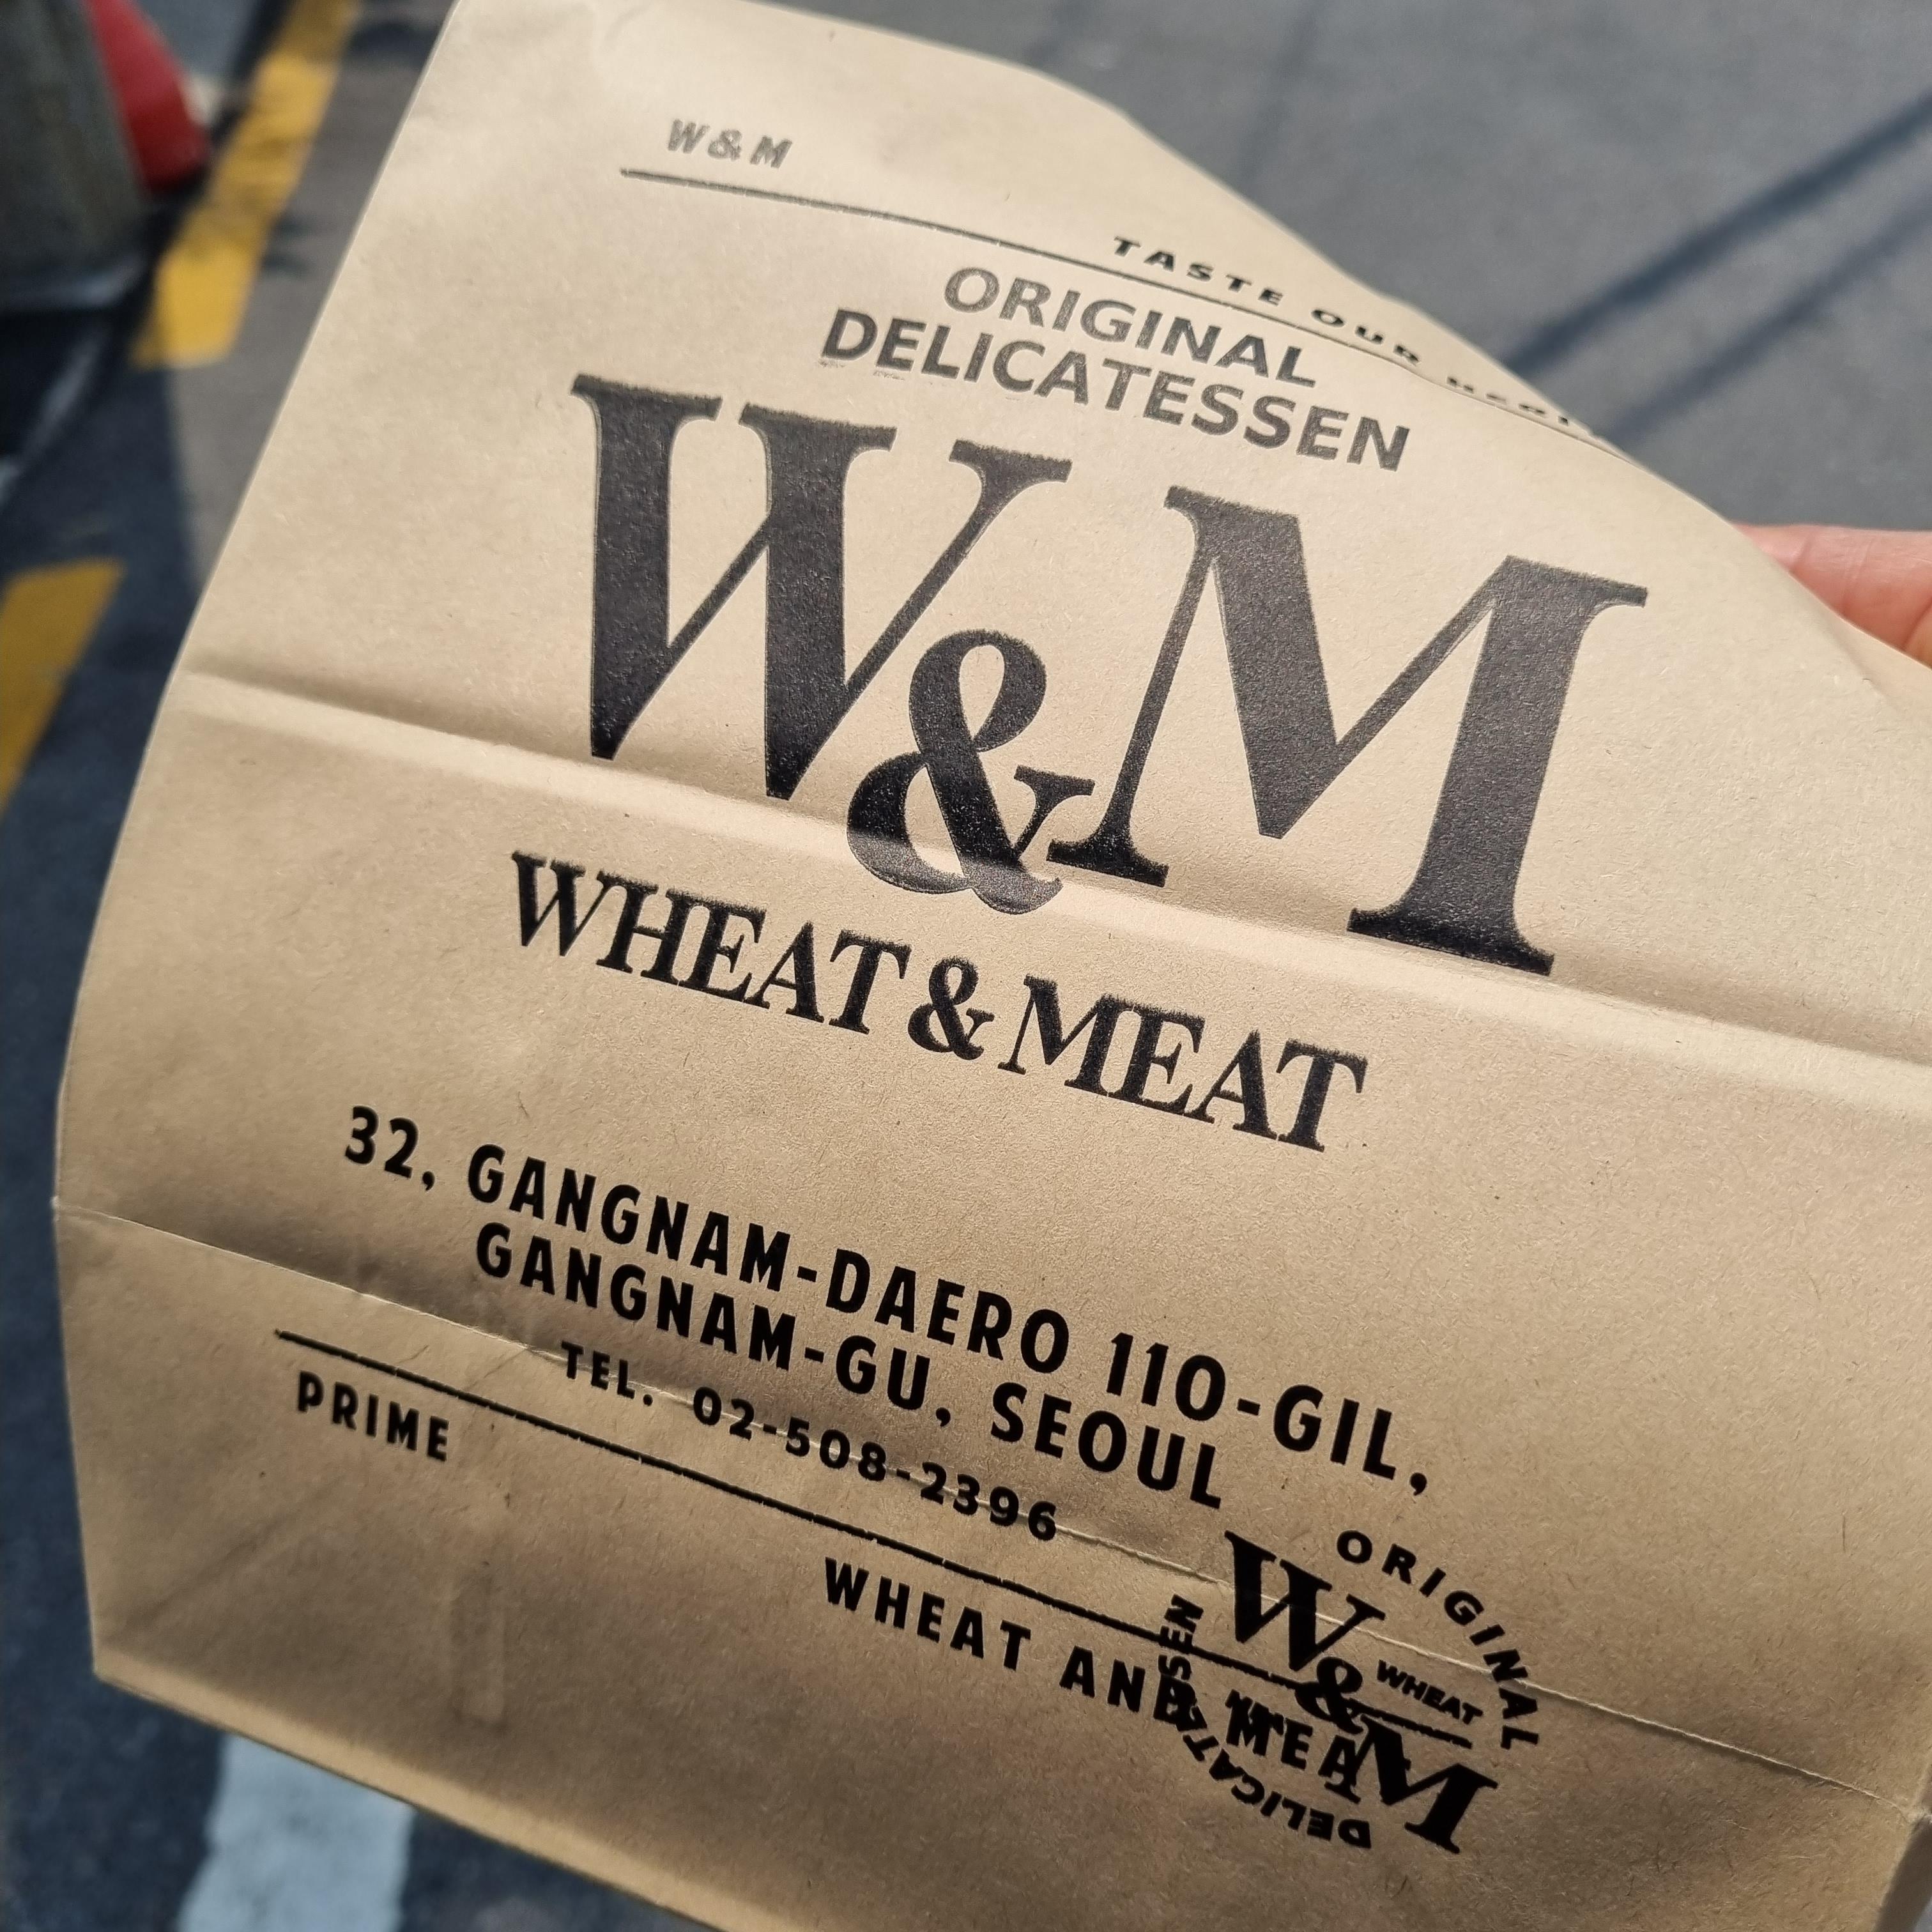 W&M
TASTE OUR
ORIGINAL
DELICATESSEN
W&M
WHEAT & MEAT
32, GANGNAM-DAERO 110-GIL,
GANGNAM-GU, SEOUL
TEL. 02-508-2396
PRIME
WHEAT AND MEAT
ORIGINAL
W&M
WHEAT
DELICATESSEN